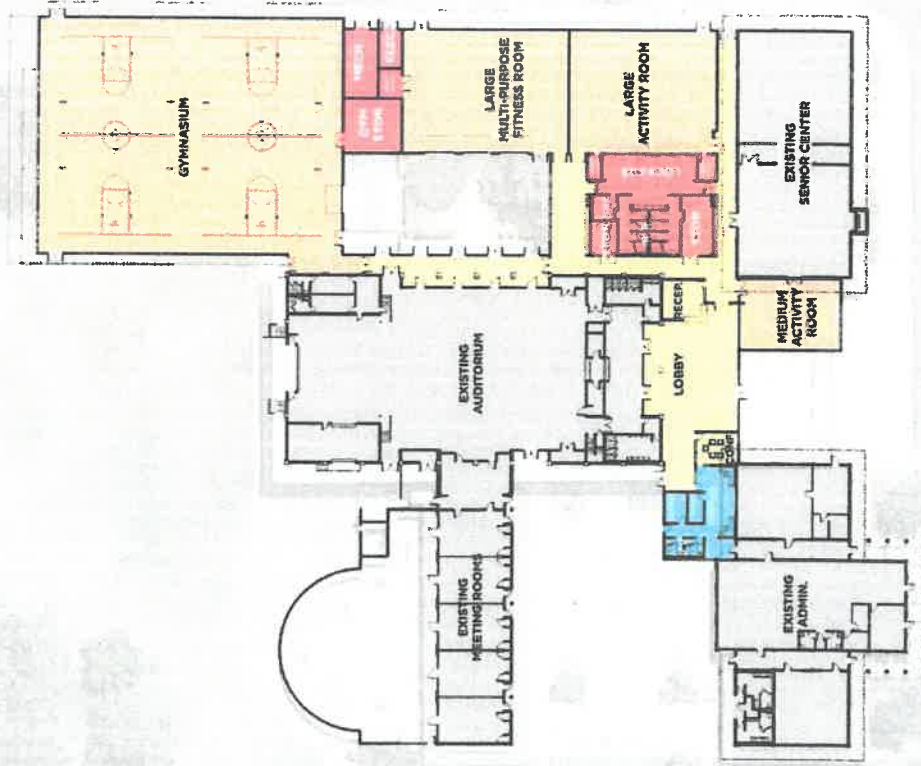 GYMNASIUM
MECH
GYM
STOR.
LARGE
MULTI-PURPOSE
FITNESS ROOM
LARGE
ACTIVITY ROOM
EXISTING
SENIOR CENTER
MEDIUM
ACTIVITY
ROOM
RECEP.
LOBBY
CONF
EXISTING
AUDITORIUM
EXISTING
MEETING ROOMS
EXISTING
ADMIN.